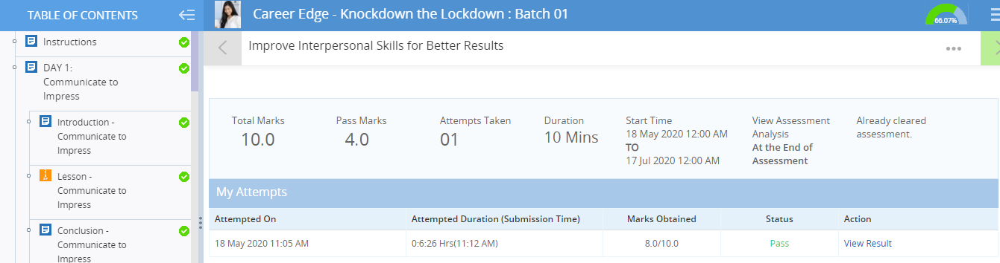 TABLE OF CONTENTS
Career Edge - Knockdown the Lockdown : Batch 01
66.07%
Instructions
DAY 1:
Communicate to
Impress
Introduction -
Communicate to
Impress
Lesson -
Communicate to
Impress
Conclusion -
Communicate to
Impress
Improve Interpersonal Skills for Better Results
Total Marks
10.0
Pass Marks
4.0
Attempts Taken
01
Duration
10 Mins
Start Time
18 May 2020 12:00 AM
TO
17 Jul 2020 12:00 AM
View Assessment
Analysis
At the End of
Assessment
Already cleared
assessment.
My Attempts
Attempted On Attempted Duration (Submission Time) Marks Obtained Status Action
18 May 2020 11:05 AM 0:6:26 Hrs(11:12 AM) 8.0/10.0 Pass View Result